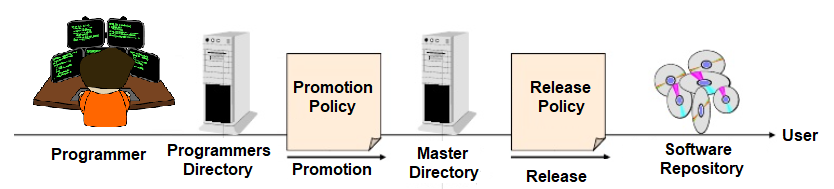 Promotion
Policy
Release
Policy
User
Programmer
Programmers
Directory
Promotion
Master
Directory
Release
Software
Repository